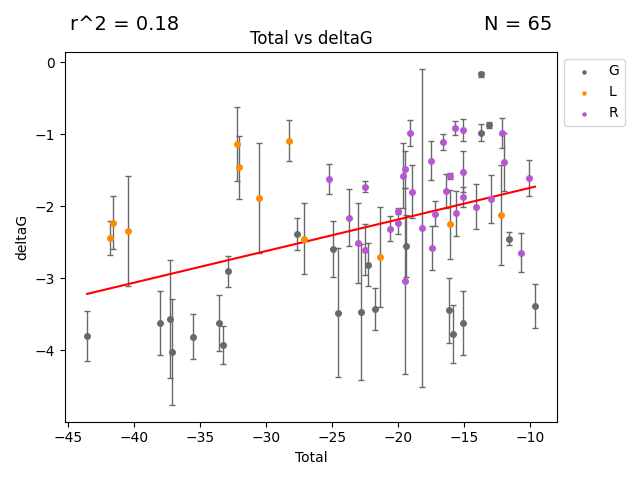 r^2 = 0.18
N = 65
Total vs deltaG
G
L
R
0
−1
−2
−3
−4
deltaG
−45 −40 −35 −30 −25 −20 −15 −10
Total